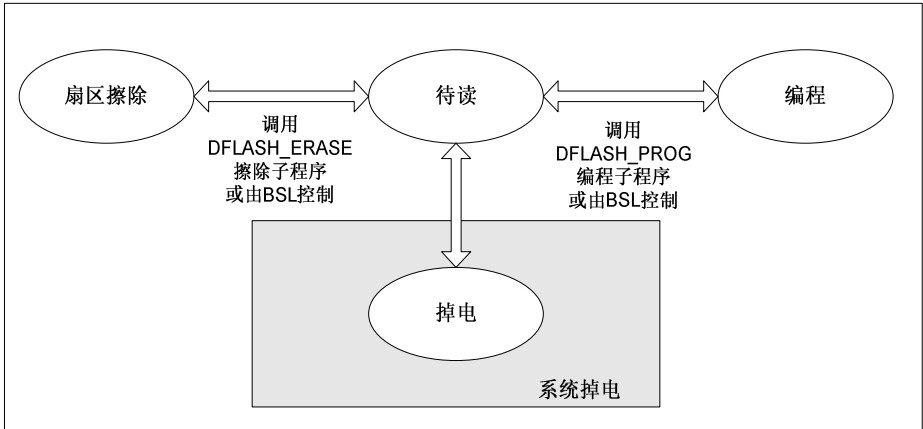 扇区擦除
待读
编程
调用
DFLASH_ERASE
擦除子程序
或由BSL控制
调用
DFLASH_PROG
编程子程序
或由BSL控制
掉电
系统掉电